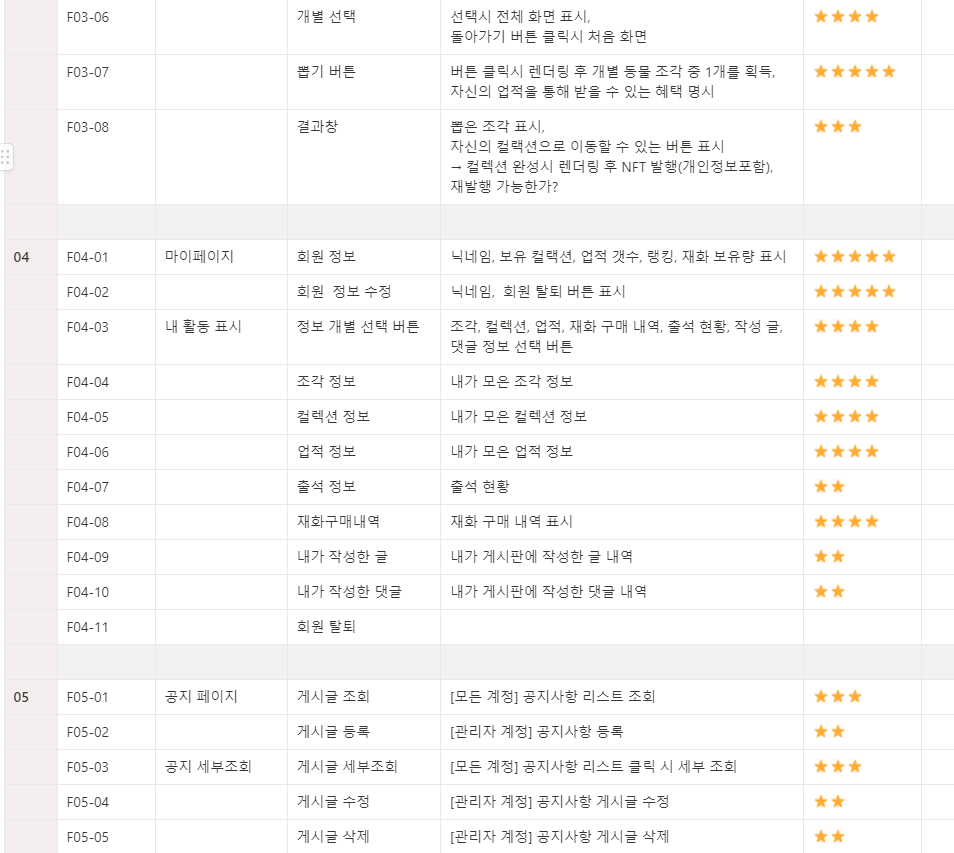 F03-06 개별 선택 선택시 전체 화면 표시, ★★★★
돌아가기 버튼 클릭시 처음 화면
F03-07 뽑기 버튼 버튼 클릭시 렌더링 후 개별 동물 조각 중 1개를 획득, ★★★★★
자신의 업적을 통해 받을 수 있는 혜택 명시
F03-08 결과창 뽑은 조각 표시, ★★★
자신의 컬랙션으로 이동할 수 있는 버튼 표시
→ 컬렉션 완성시 렌더링 후 NFT 발행(개인정보포함),
재발행 가능한가?
04 F04-01 마이페이지 회원 정보 닉네임, 보유 컬랙션, 업적 갯수, 랭킹, 재화 보유량 표시 ★★★★★
F04-02 회원 정보 수정 닉네임, 회원 탈퇴 버튼 표시 ★★★★★
F04-03 내 활동 표시 정보 개별 선택 버튼 조각, 컬렉션, 업적, 재화 구매 내역, 출석 현황, 작성 글, ★★★★
댓글 정보 선택 버튼
F04-04 조각 정보 내가 모은 조각 정보 ★★★★
F04-05 컬렉션 정보 내가 모은 컬렉션 정보 ★★★★
F04-06 업적 정보 내가 모은 업적 정보 ★★★★
F04-07 출석 정보 출석 현황 ★★
F04-08 재화구매내역 재화 구매 내역 표시 ★★★★
F04-09 내가 작성한 글 내가 게시판에 작성한 글 내역 ★★
F04-10 내가 작성한 댓글 내가 게시판에 작성한 댓글 내역 ★★
F04-11 회원 탈퇴
05 F05-01 공지 페이지 게시글 조회 [모든 계정] 공지사항 리스트 조회 ★★★
F05-02 게시글 등록 [관리자 계정] 공지사항 등록 ★★
F05-03 공지 세부조회 게시글 세부조회 [모든 계정] 공지사항 리스트 클릭 시 세부 조회 ★★★
F05-04 게시글 수정 [관리자 계정] 공지사항 게시글 수정 ★★
F05-05 게시글 삭제 [관리자 계정] 공지사항 게시글 삭제 ★★